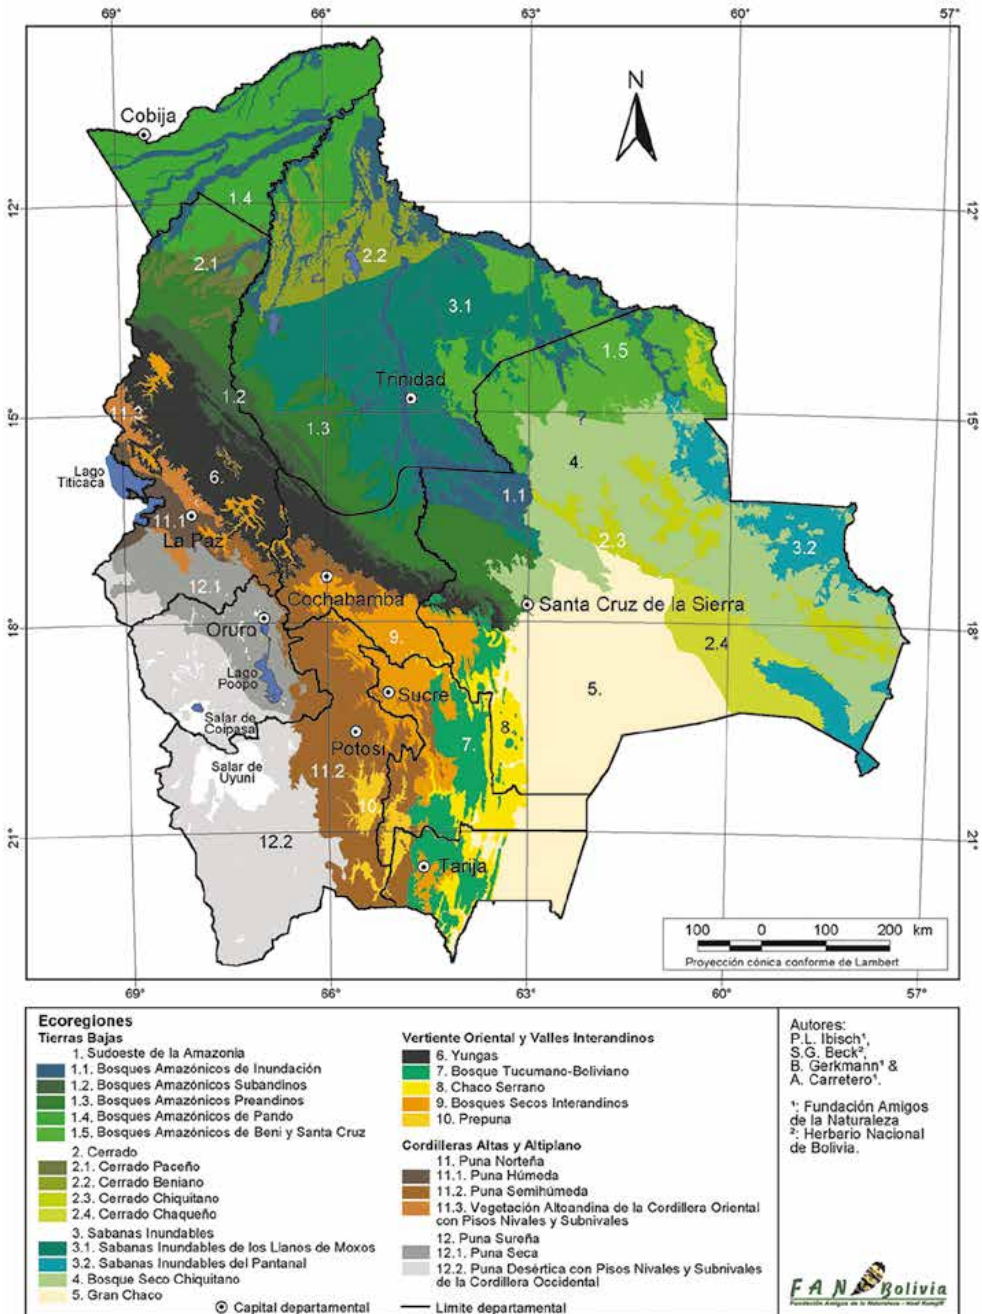 69° 66° 63° 60° 57°
N
Cobija
12° 12°
1.4
2.1
2.2
3.1
1.5
Trinidad
1.2
15° 15°
11.3
1.3
?
4.
Lago
Titicaca
6.
1.1
11.1
La Paz
2.3
3.2
12.1
Cochabamba
Santa Cruz de la Sierra
Oruro
18° 18°
9.
2.4
Lago
Poopo
Sucre
5.
Salar de
Coipasa
7.
8.
Potosí
Salar de
Uyuni
11.2
10
12.2
21° 21°
Tarija
100 0 100 200 km
Proyección cónica conforme de Lambert
69° 66° 63° 60° 57°
Ecoregiones
Tierras Bajas
1. Sudoeste de la Amazonía
1.1. Bosques Amazónicos de Inundación
1.2. Bosques Amazónicos Subandinos
1.3. Bosques Amazónicos Preandinos
1.4. Bosques Amazónicos de Pando
1.5. Bosques Amazónicos de Beni y Santa Cruz
2. Cerrado
2.1. Cerrado Paceño
2.2. Cerrado Beniano
2.3. Cerrado Chiquitano
2.4. Cerrado Chaqueño
3. Sabanas Inundables
3.1. Sabanas Inundables de los Llanos de Moxos
3.2. Sabanas Inundables del Pantanal
4. Bosque Seco Chiquitano
5. Gran Chaco
Vertiente Oriental y Valles Interandinos
6. Yungas
7. Bosque Tucumano-Boliviano
8. Chaco Serrano
9. Bosques Secos Interandinos
10. Prepuna
Cordilleras Altas y Altiplano
11. Puna Norteña
11.1. Puna Húmeda
11.2. Puna Semihúmeda
11.3. Vegetación Altoandina de la Cordillera Oriental
con Pisos Nivales y Subnivales
12. Puna Sureña
12.1. Puna Seca
12.2. Puna Desértica con Pisos Nivales y Subnivales
de la Cordillera Occidental
Capital departamental
Limite departamental
Autores:
P.L. Ibisch¹,
S.G. Beck²,
B. Gerkmann¹ &
A. Carretero¹.
¹: Fundación Amigos
de la Naturaleza
²: Herbario Nacional
de Bolivia.
FAN Bolivia
Fundación Amigos de la Naturaleza